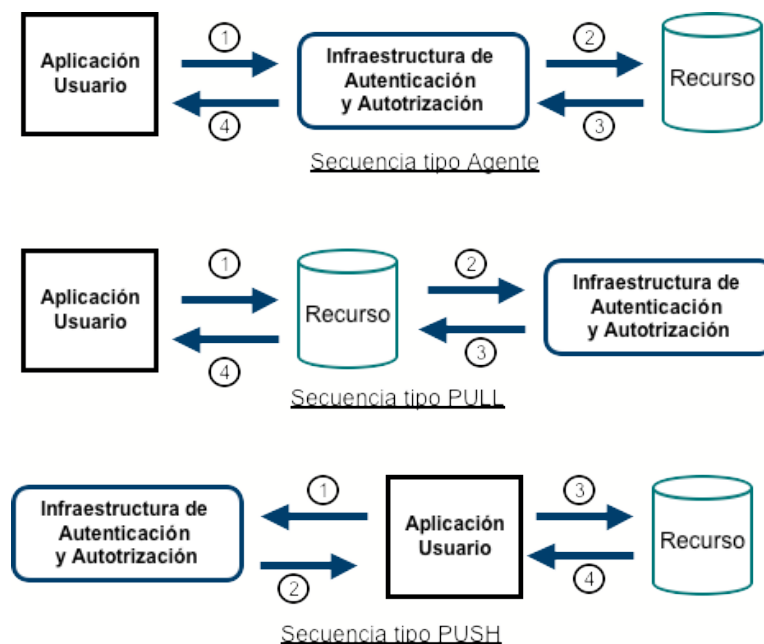 Aplicación
Usuario
1
4
Infraestructura de
Autenticación
y Autotrización
2
3
Recurso
Secuencia tipo Agente
Aplicación
Usuario
1
4
Recurso
2
3
Infraestructura de
Autenticación
y Autotrización
Secuencia tipo PULL
Infraestructura de
Autenticación
y Autotrización
1
2
Aplicación
Usuario
3
4
Recurso
Secuencia tipo PUSH